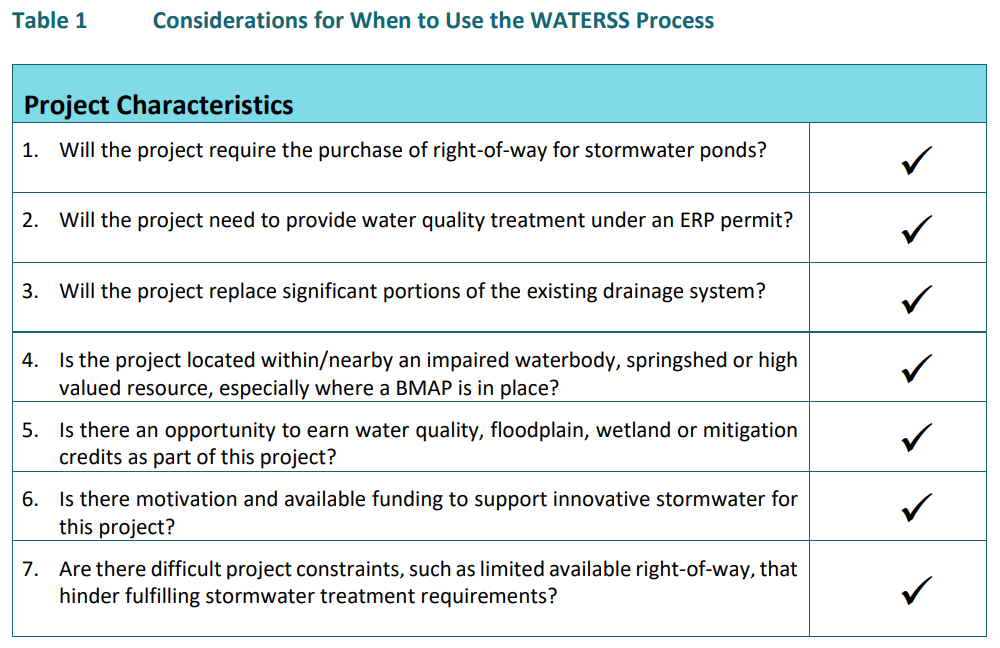 Table 1 Considerations for When to Use the WATERSS Process
Project Characteristics
1. Will the project require the purchase of right-of-way for stormwater ponds? ✓
2. Will the project need to provide water quality treatment under an ERP permit? ✓
3. Will the project replace significant portions of the existing drainage system? ✓
4. Is the project located within/nearby an impaired waterbody, springshed or high
valued resource, especially where a BMAP is in place? ✓
5. Is there an opportunity to earn water quality, floodplain, wetland or mitigation
credits as part of this project? ✓
6. Is there motivation and available funding to support innovative stormwater for
this project? ✓
7. Are there difficult project constraints, such as limited available right-of-way, that
hinder fulfilling stormwater treatment requirements? ✓